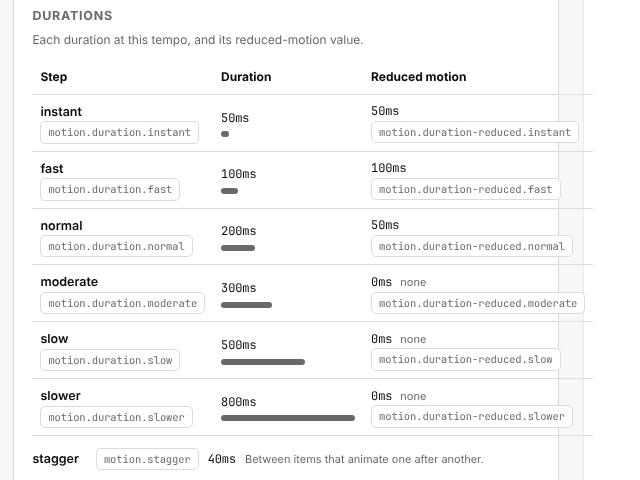 DURATIONS
Each duration at this tempo, and its reduced-motion value.
Step Duration Reduced motion
instant
motion.duration.instant
50ms
50ms
motion.duration-reduced.instant
fast
motion.duration.fast
100ms
100ms
motion.duration-reduced.fast
normal
motion.duration.normal
200ms
50ms
motion.duration-reduced.normal
moderate
motion.duration.moderate
300ms
0ms none
motion.duration-reduced.moderate
slow
motion.duration.slow
500ms
0ms none
motion.duration-reduced.slow
slower
motion.duration.slower
800ms
0ms none
motion.duration-reduced.slower
stagger motion.stagger 40ms Between items that animate one after another.